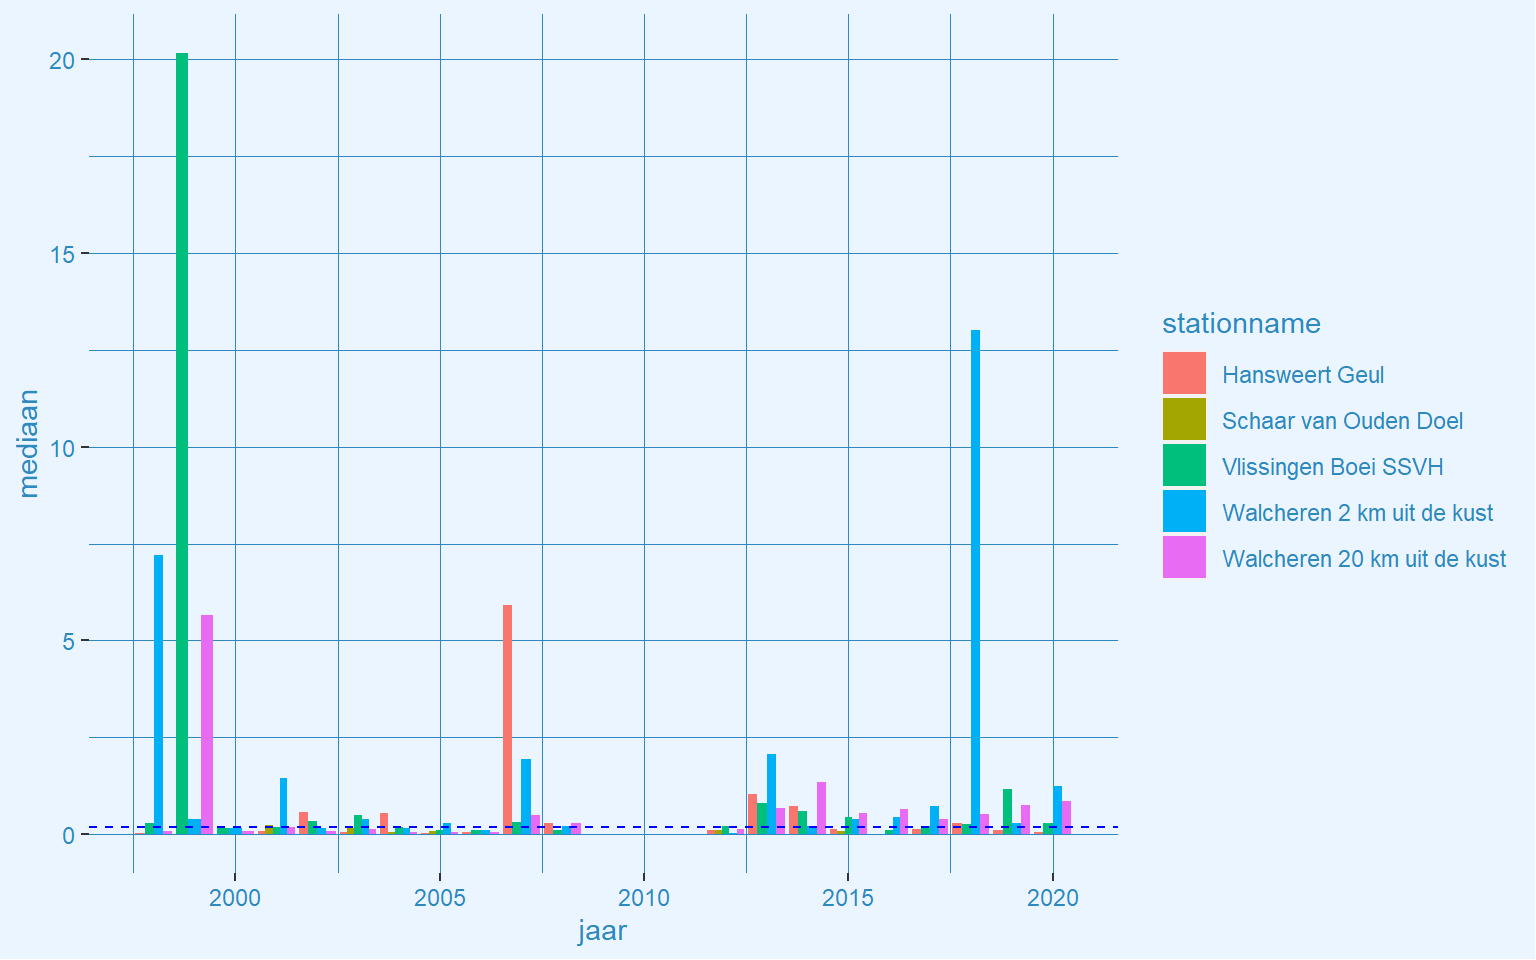 20
15
10
5
0
mediaan
2000
2005
2010
2015
2020
jaar
stationname
Hansweert Geul
Schaar van Ouden Doel
Vlissingen Boei SSVH
Walcheren 2 km uit de kust
Walcheren 20 km uit de kust